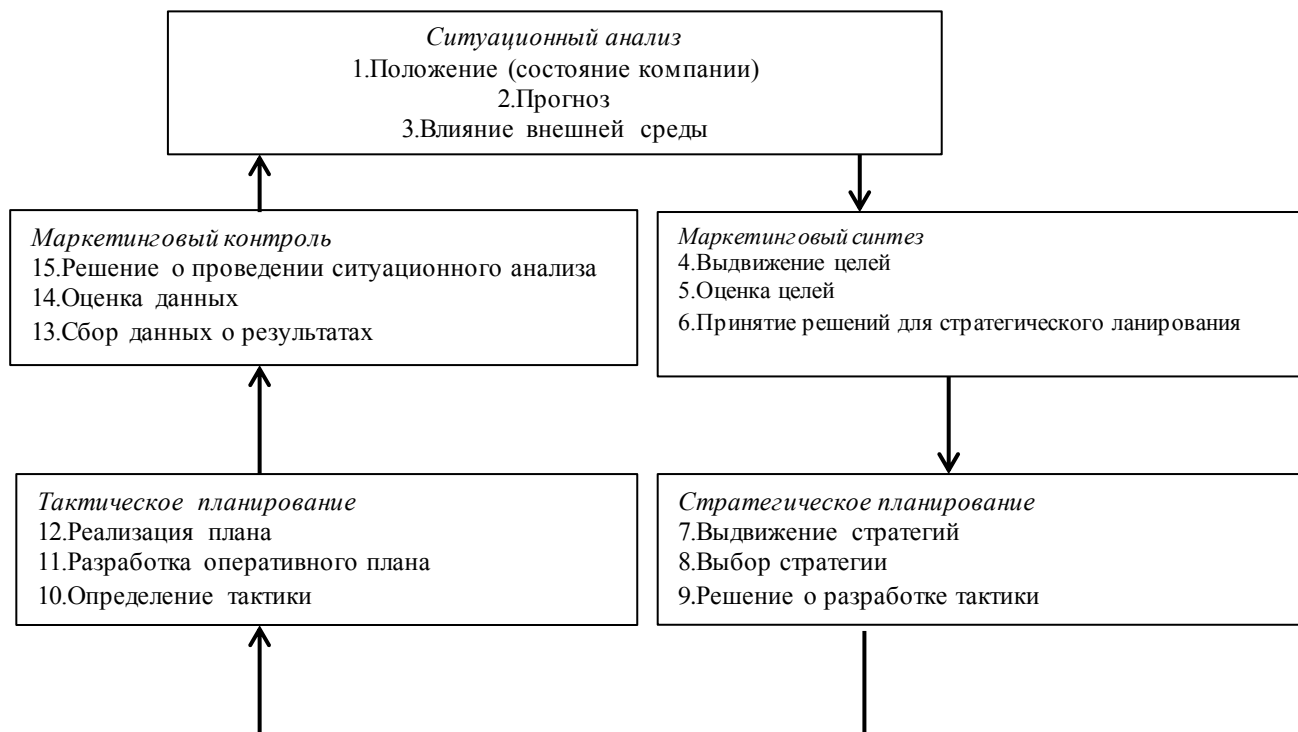 Ситуационный анализ
1.Положение (состояние компании)
2.Прогноз
3.Влияние внешней среды
Маркетинговый контроль
15.Решение о проведении ситуационного анализа
14.Оценка данных
13.Сбор данных о результатах
Маркетинговый синтез
4.Выдвижение целей
5.Оценка целей
6.Принятие решений для стратегического ланирования
Тактическое планирование
12.Реализация плана
11.Разработка оперативного плана
10.Определение тактики
Стратегическое планирование
7.Выдвижение стратегий
8.Выбор стратегии
9.Решение о разработке тактики